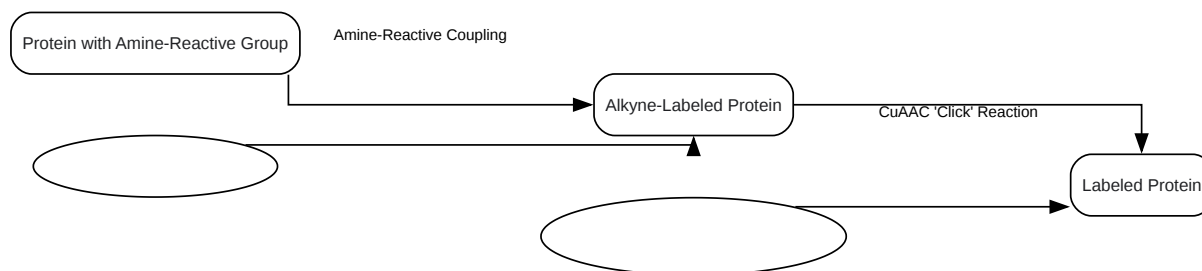 Protein with Amine-Reactive Group
Amine-Reactive Coupling
Alkyne-Labeled Protein
CuAAC 'Click' Reaction
Labeled Protein